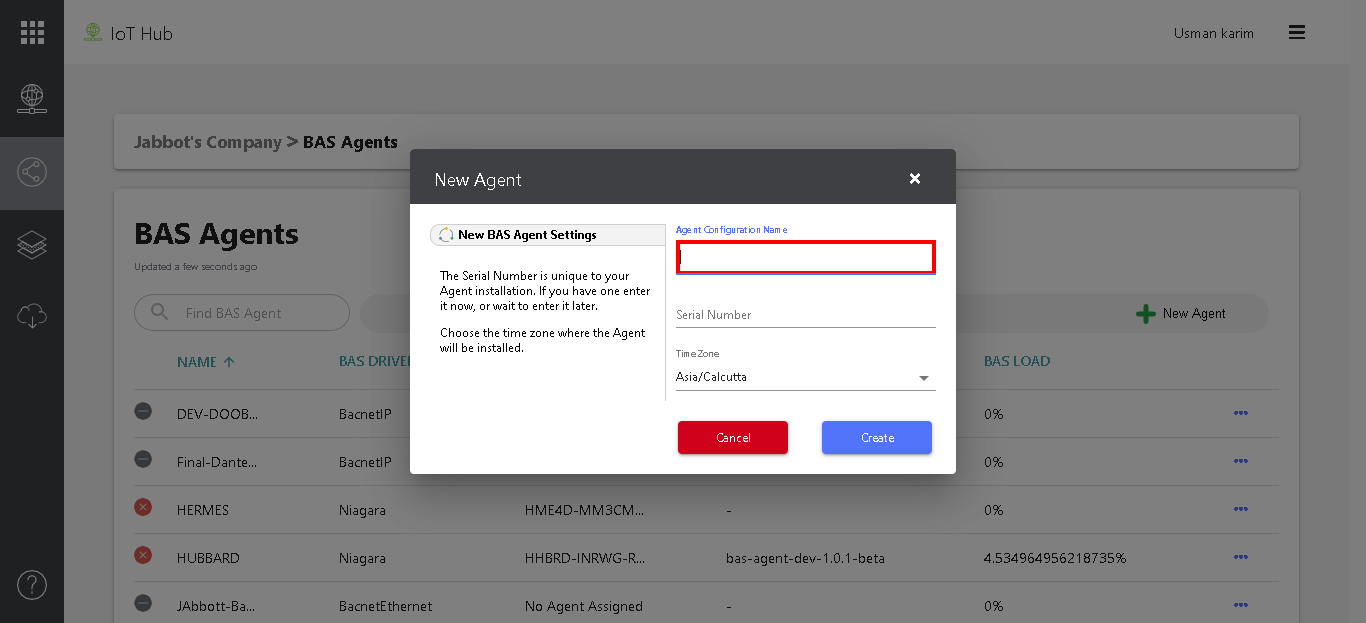 IoT Hub
Usman karim
Jabbot's Company > BAS Agents
New Agent
×
BAS Agents
Updated a few seconds ago
New BAS Agent Settings
The Serial Number is unique to your
Agent installation. If you have one enter
it now, or wait to enter it later.
Choose the time zone where the Agent
will be installed.
Agent Configuration Name
Serial Number
Time Zone
Asia/Calcutta
Cancel
Create
Find BAS Agent
New Agent
NAME
BAS DRIVE
BAS LOAD
DEV-DOOB... BacnetIP 0%
Final-Dante... BacnetIP 0%
HERMES Niagara HME4D-MM3CM... - 0%
HUBBARD Niagara HHBRD-INRWG-R... bas-agent-dev-1.0.1-beta 4.534964956218735%
JAbbott-Ba... BacnetEthernet No Agent Assigned - 0%
?